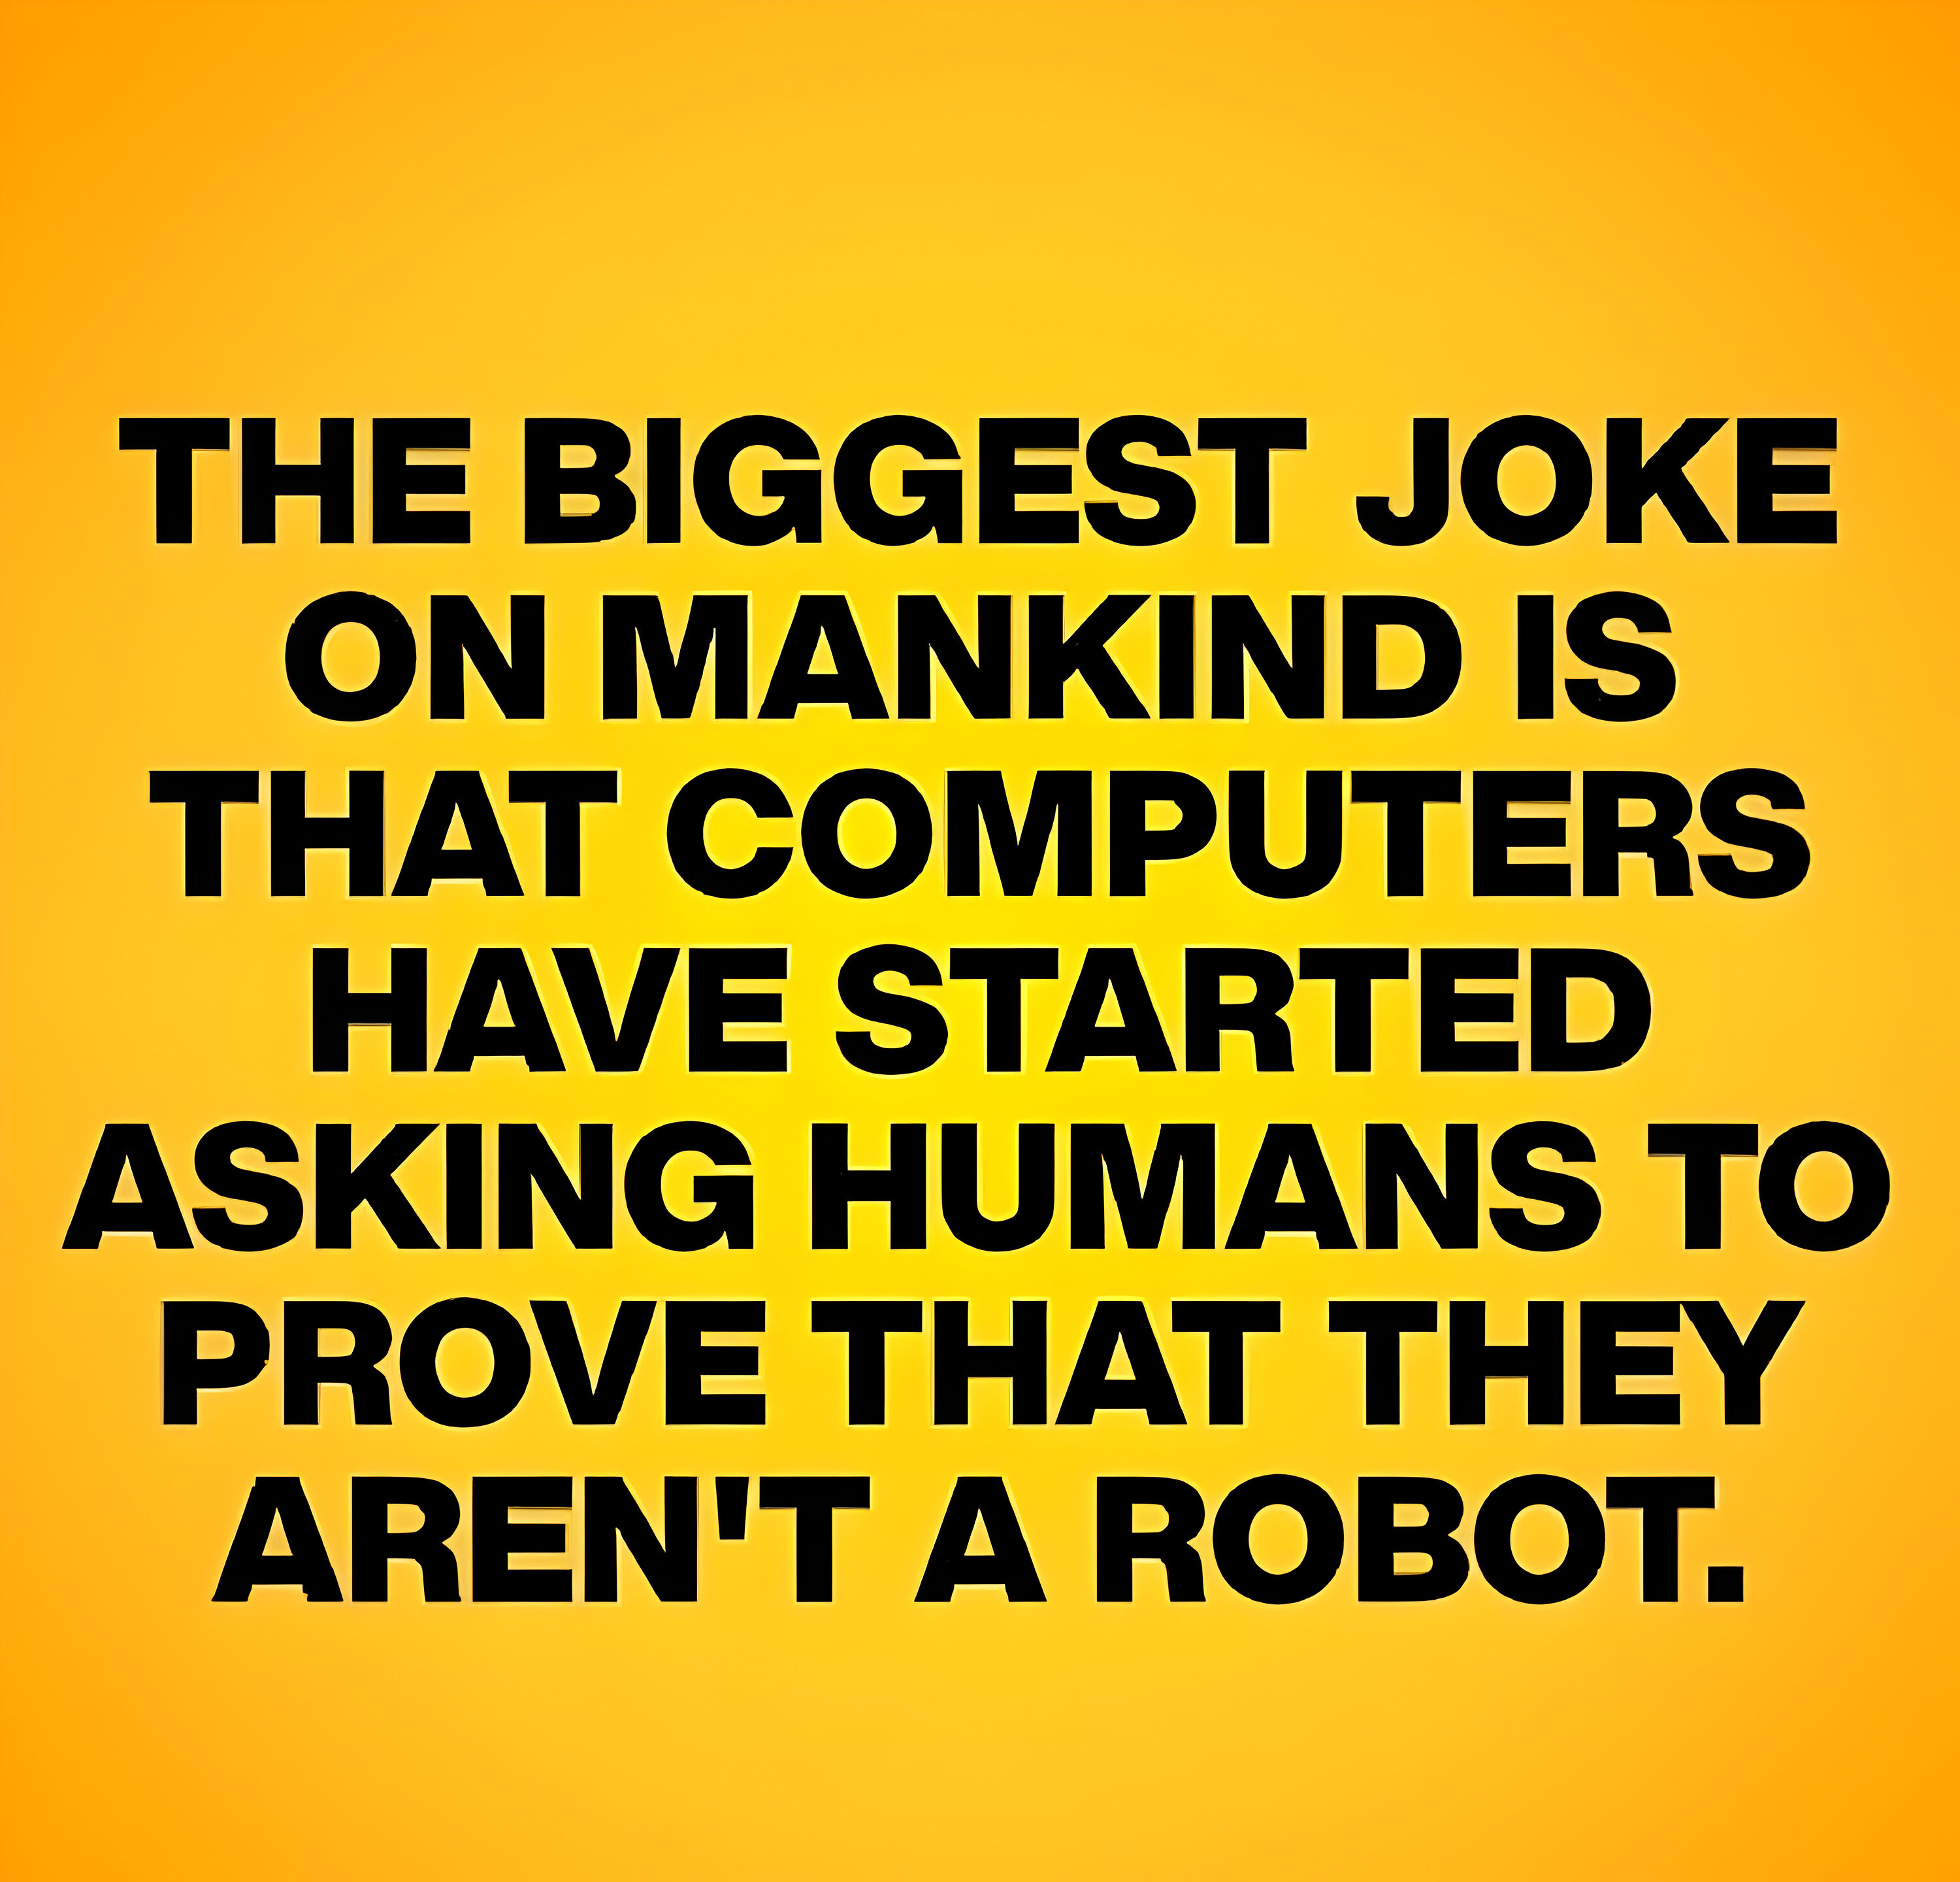 THE BIGGEST JOKE
ON MANKIND IS
THAT COMPUTERS
HAVE STARTED
ASKING HUMANS TO
PROVE THAT THEY
AREN'T A ROBOT.